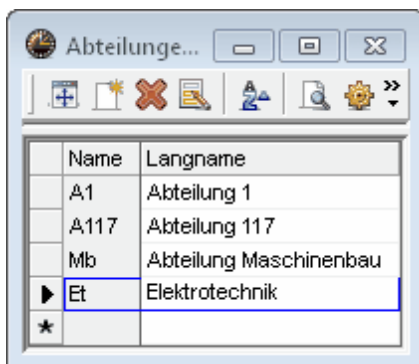 Abteilunge...
Name Langname
A1 Abteilung 1
A117 Abteilung 117
Mb Abteilung Maschinenbau
Et Elektrotechnik